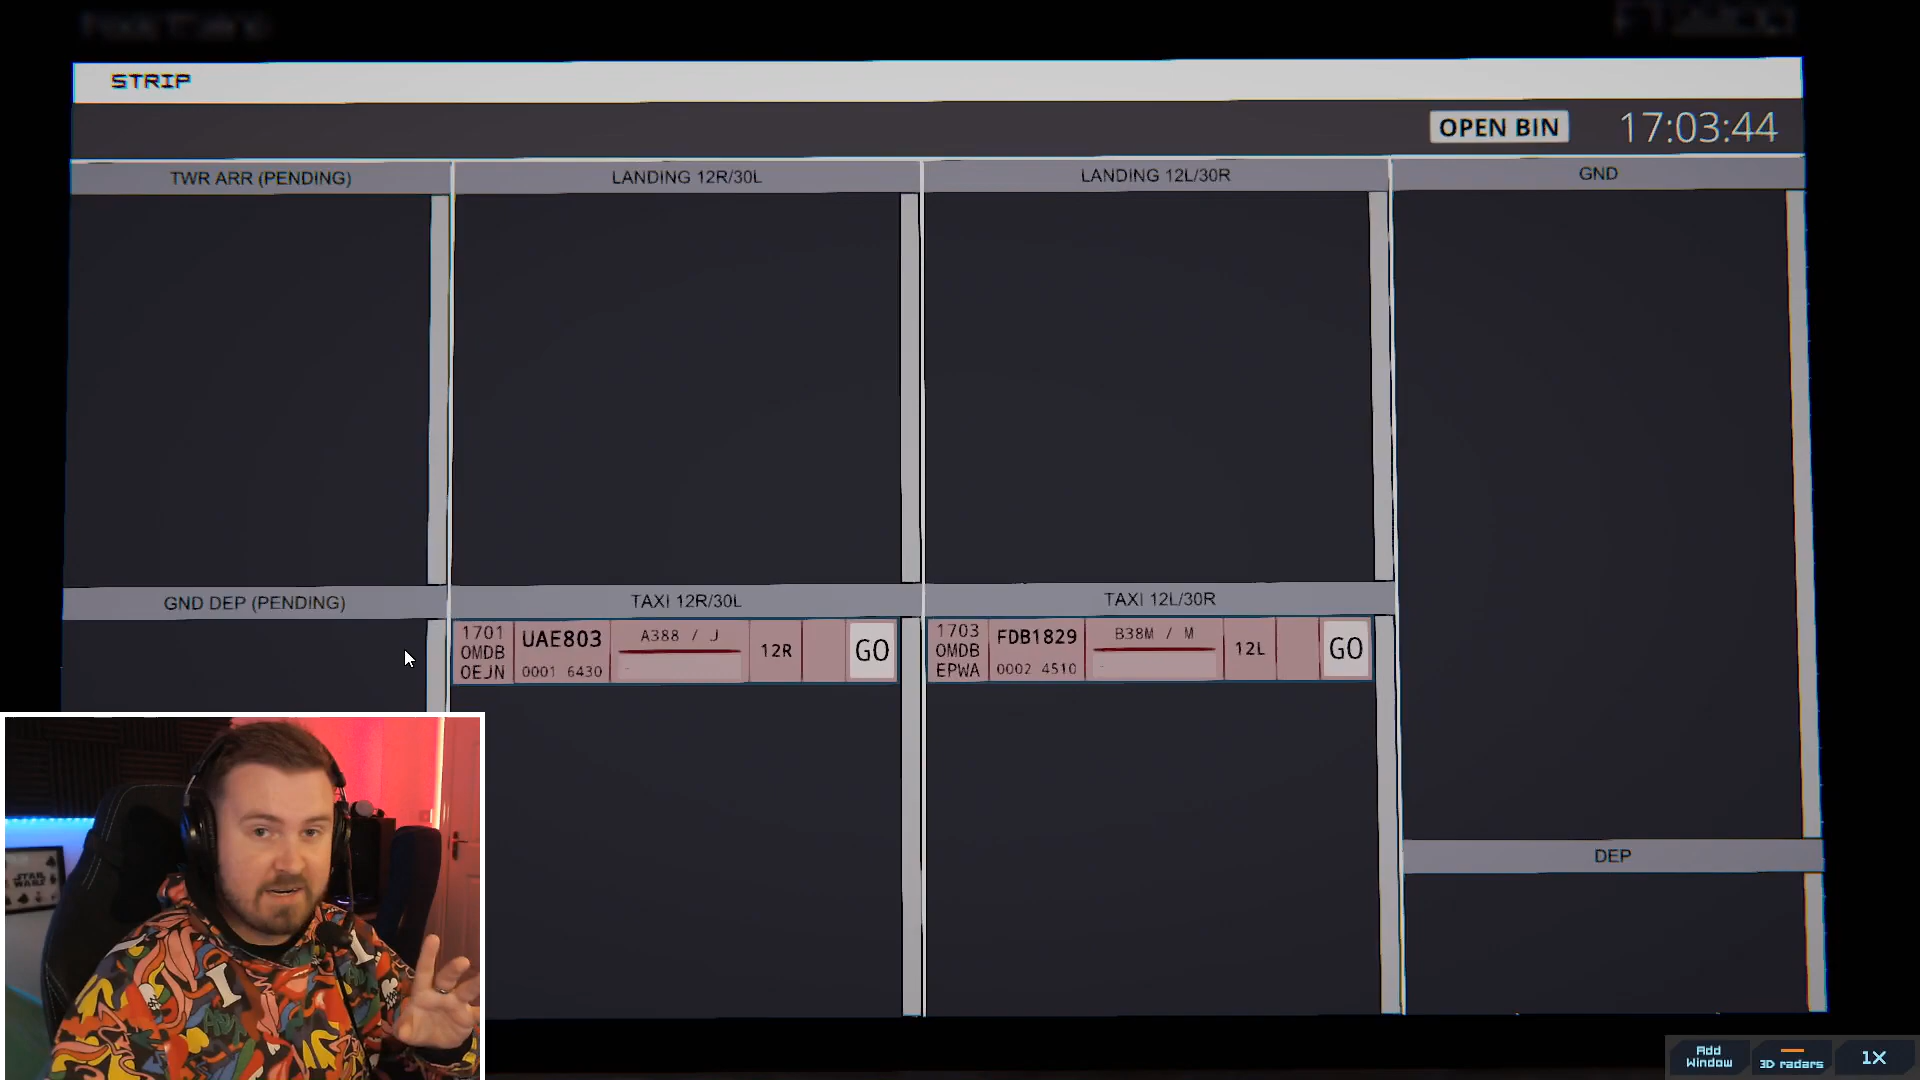 STRIP
OPEN BIN 17:03:44
TWR ARR (PENDING) LANDING 12R/30L LANDING 12L/30R GND
GND DEP (PENDING) TAXI 12R/30L TAXI 12L/30R
1701 UAE803 A388 / J 12R GO
OMDB
OEJN 0001 6430 -
1703 FDB1829 B38M / M 12L GO
OMDB
EPWA 0002 4510 -
DEP
STAR
WARS
Add
Window
3D radars
1X